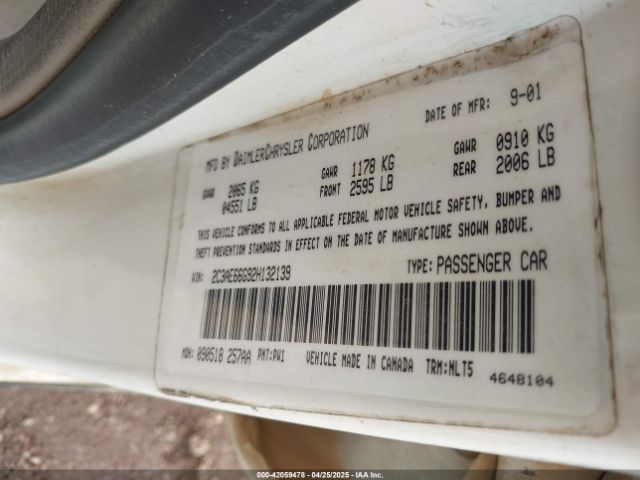 MFD BY DAIMLERCHRYSLER CORPORATION DATE OF MFR: 9-01
GVWR 2065 KG GAWR 1178 KG GAWR 0910 KG
04551 LB FRONT 2595 LB REAR 2006 LB
THIS VEHICLE CONFORMS TO ALL APPLICABLE FEDERAL MOTOR VEHICLE SAFETY, BUMPER AND
THEFT PREVENTION STANDARDS IN EFFECT ON THE DATE OF MANUFACTURE SHOWN ABOVE.
VIN: 2C3AE66G92H132139 TYPE: PASSENGER CAR
MDH: 090518 257AA PNT:PW1 VEHICLE MADE IN CANADA TRM:NLT5
4648104
000-42059478 - 04/25/2025 - IAA Inc.